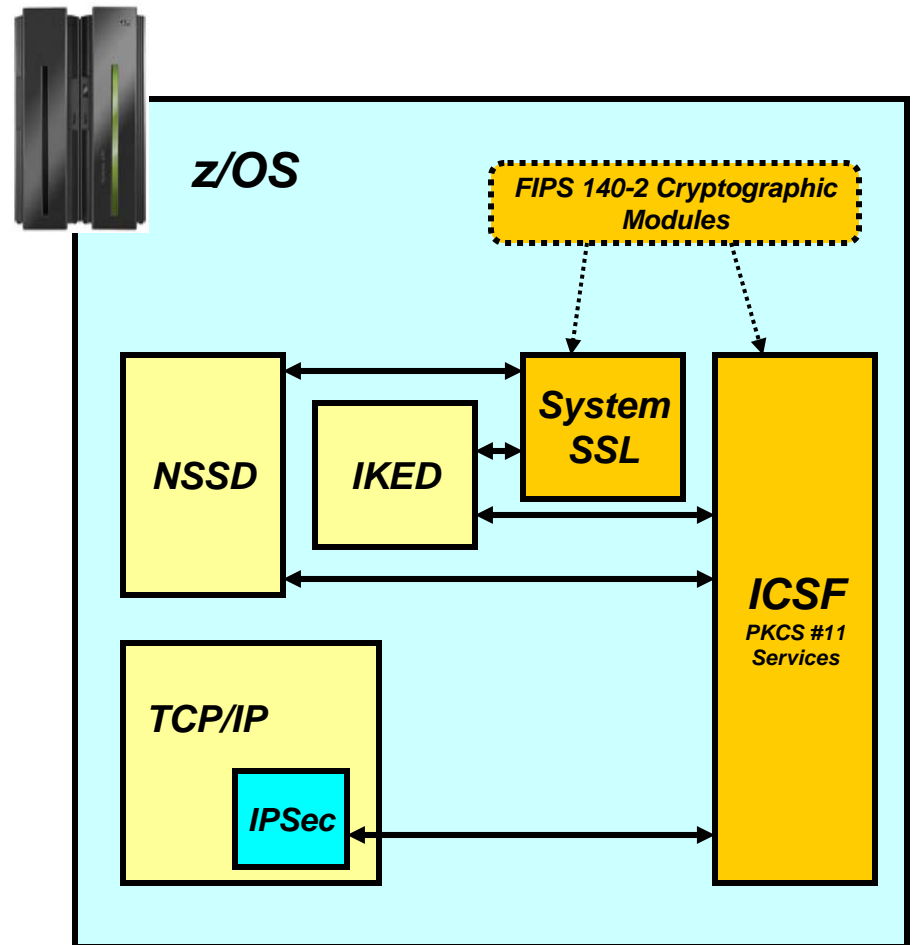 z/OS
FIPS 140-2 Cryptographic
Modules
System
SSL
NSSD
IKED
ICSF
PKCS #11
Services
TCP/IP
IPSec